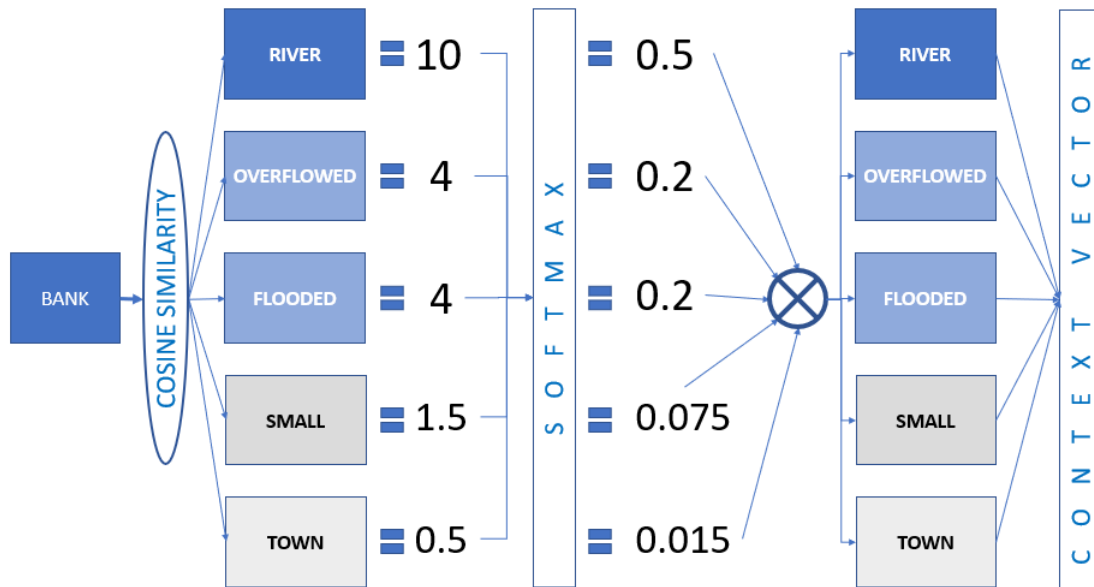 RIVER = 10 = 0.5 RIVER
OVERFLOWED = 4 = 0.2 OVERFLOWED
BANK COSINE SIMILARITY FLOODED = 4 SOFTMAX = 0.2 FLOODED CONTEXT VECTOR
SMALL = 1.5 = 0.075 SMALL
TOWN = 0.5 = 0.015 TOWN